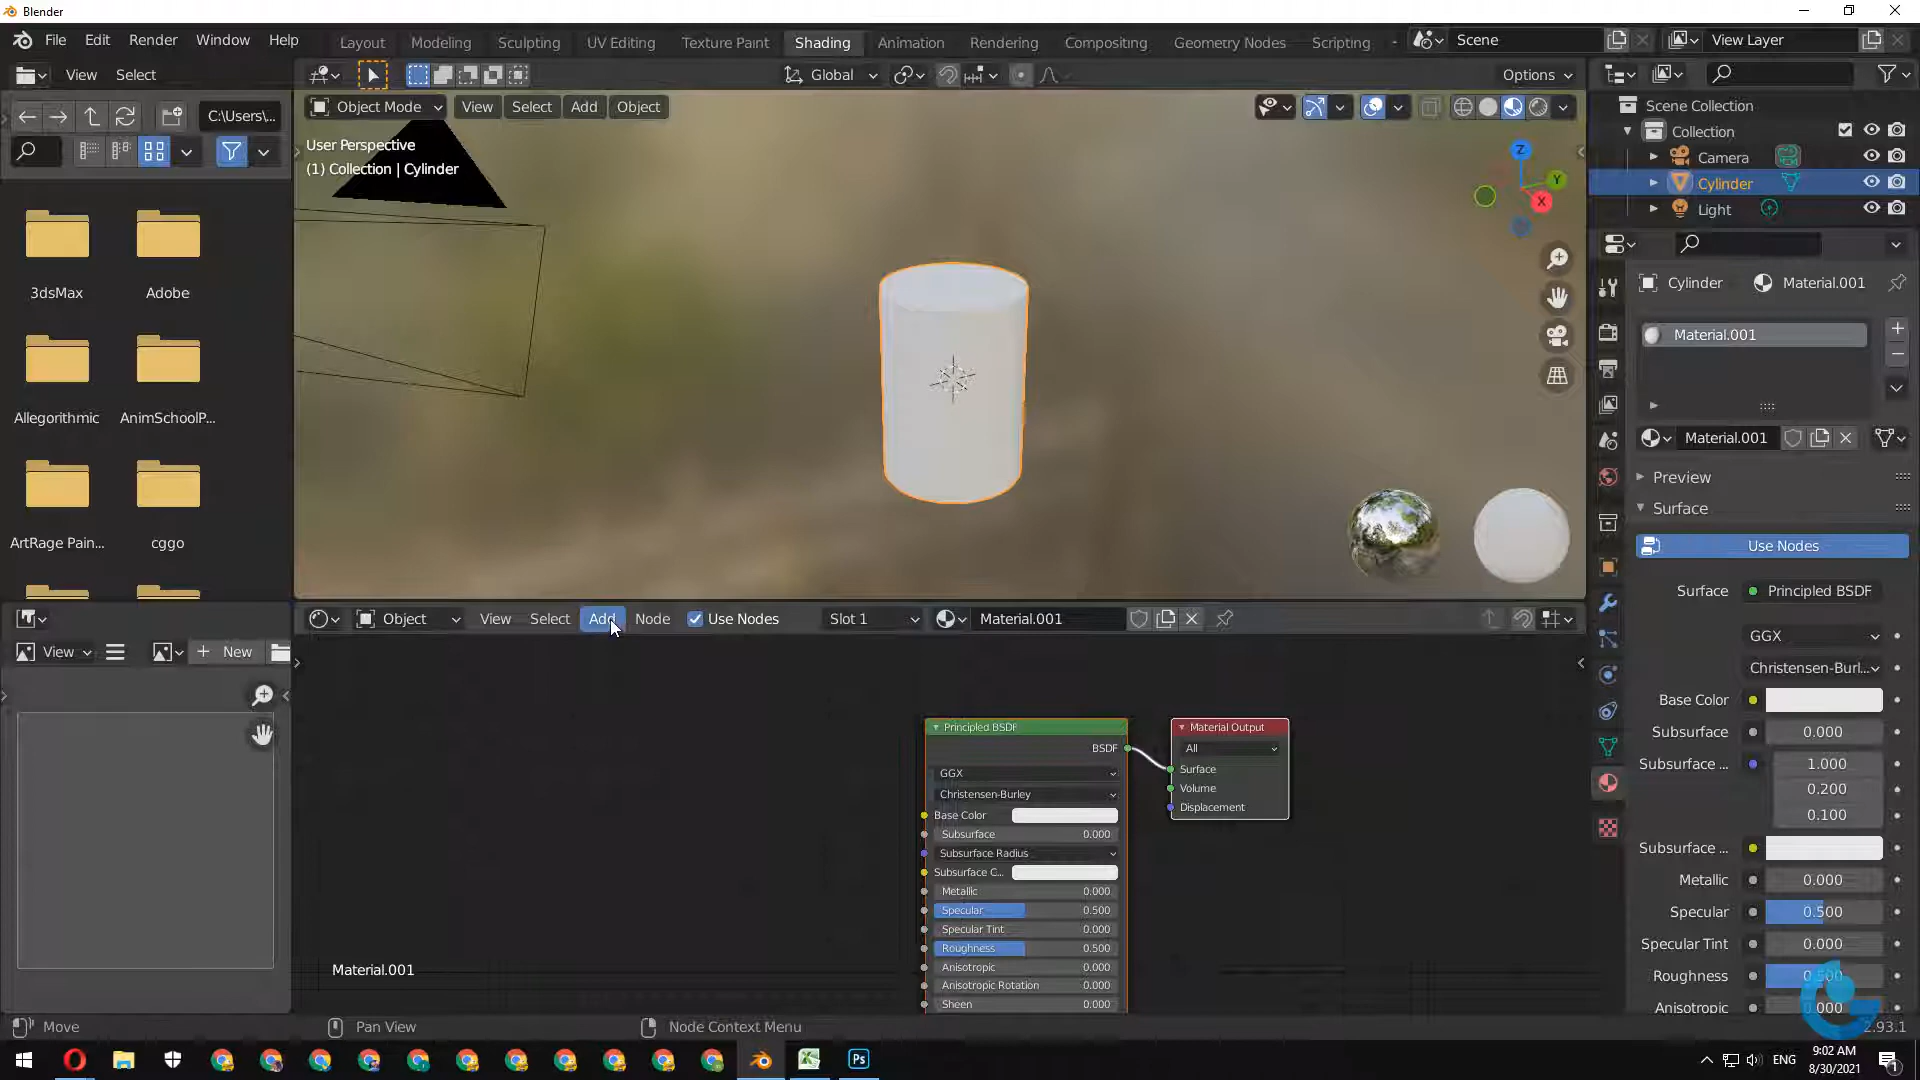 Blender
File Edit Render Window Help
Layout Modeling Sculpting UV Editing Texture Paint Shading Animation Rendering Compositing Geometry Nodes Scripting
Scene
View Layer
View Select
Global
Options
C:\Users\...
Object Mode View Select Add Object
User Perspective
(1) Collection | Cylinder
Z
Y
X
3dsMax
Adobe
Allegorithmic
AnimSchoolP...
ArtRage Pain...
cggo
Scene Collection
Collection
Camera
Cylinder
Light
Cylinder
Material.001
Material.001
Material.001
Preview
Surface
Use Nodes
Surface Principled BSDF
GGX
Christensen-Burl...
Base Color
Subsurface 0.000
Subsurface ... 1.000
0.200
0.100
Subsurface ...
Metallic 0.000
Specular 0.500
Specular Tint 0.000
Roughness 0.500
Anisotropic 0.000
View
New
Object View Select Add Node Use Nodes Slot 1 Material.001
Principled BSDF
BSDF
GGX
Christensen-Burley
Base Color
Subsurface 0.000
Subsurface Radius
Subsurface C...
Metallic 0.000
Specular 0.500
Specular Tint 0.000
Roughness 0.500
Anisotropic 0.000
Anisotropic Rotation 0.000
Sheen 0.000
Material Output
All
Surface
Volume
Displacement
Material.001
Move
Pan View
Node Context Menu
2.93.1
Ps
ENG
9:02 AM
8/30/2021
1